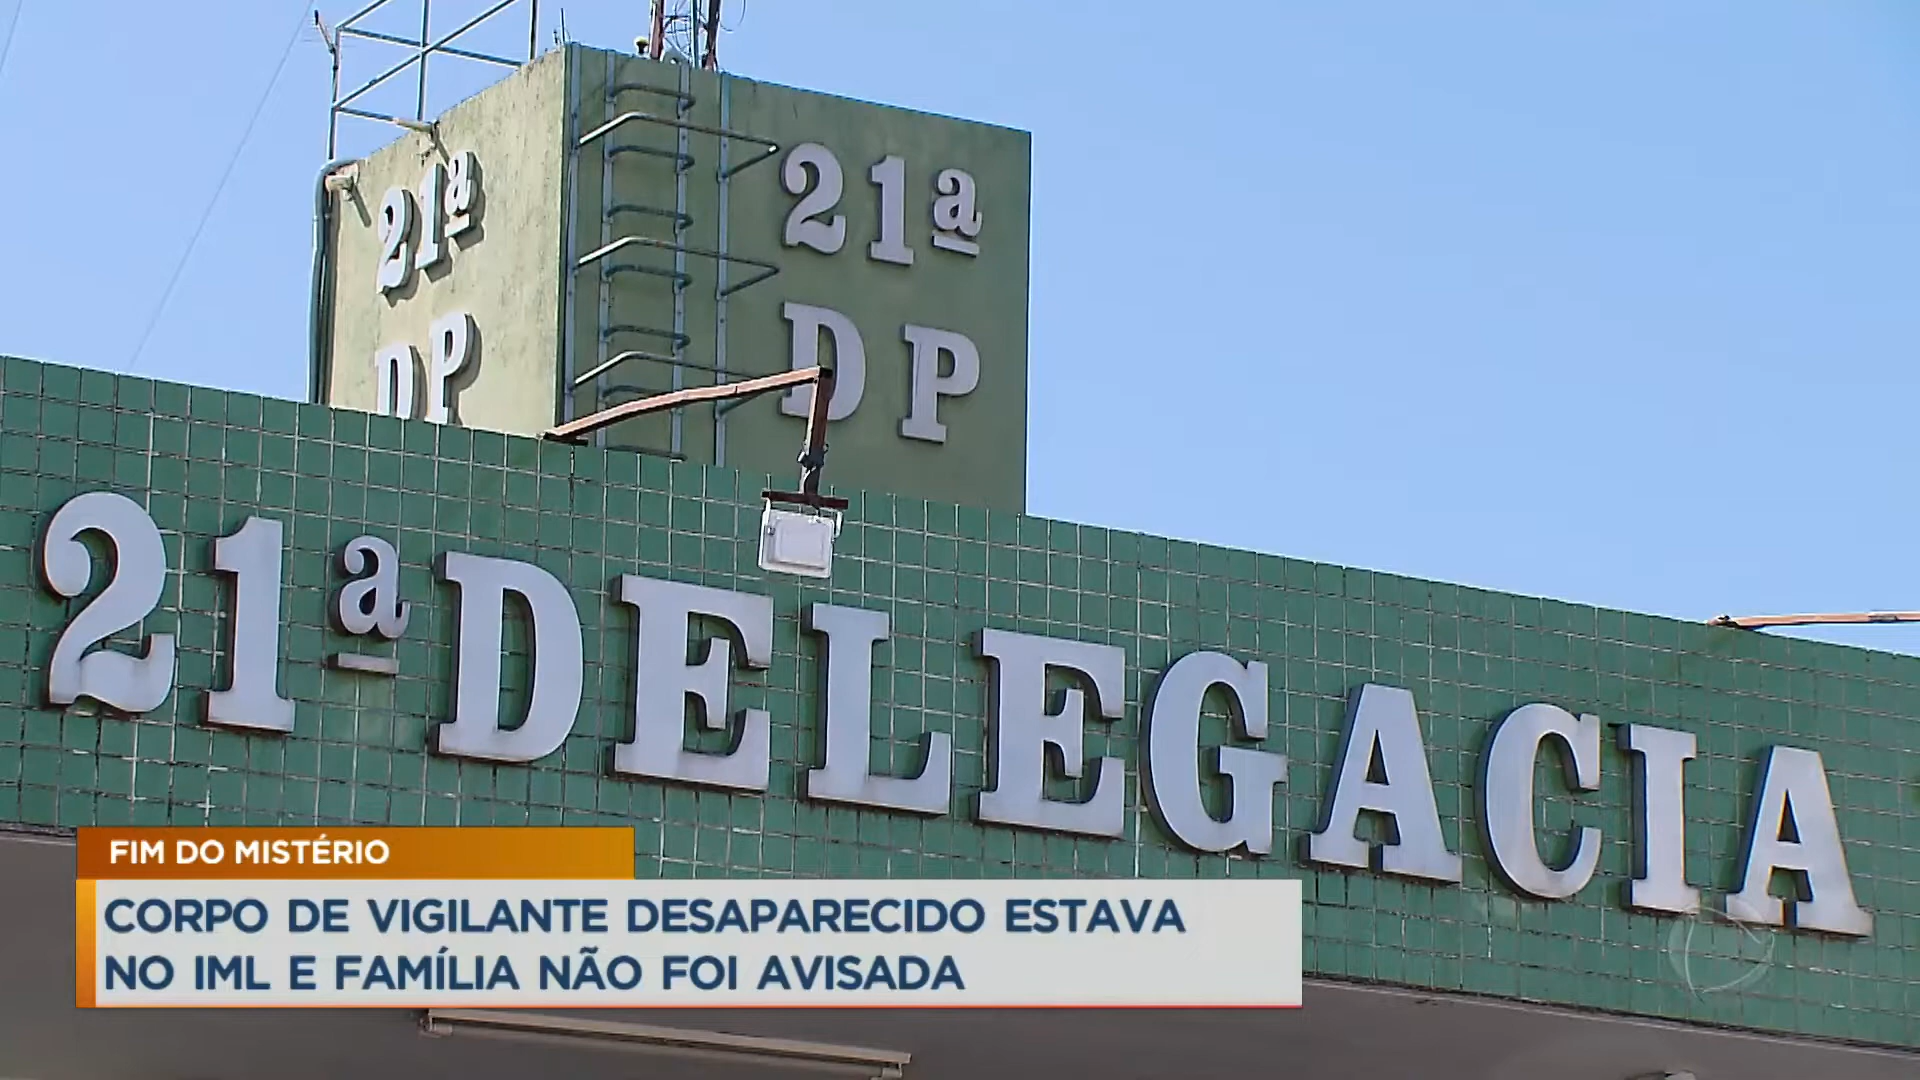 21ª
DP
21ª
DP
21ª DELEGACIA
FIM DO MISTÉRIO
CORPO DE VIGILANTE DESAPARECIDO ESTAVA
NO IML E FAMÍLIA NÃO FOI AVISADA